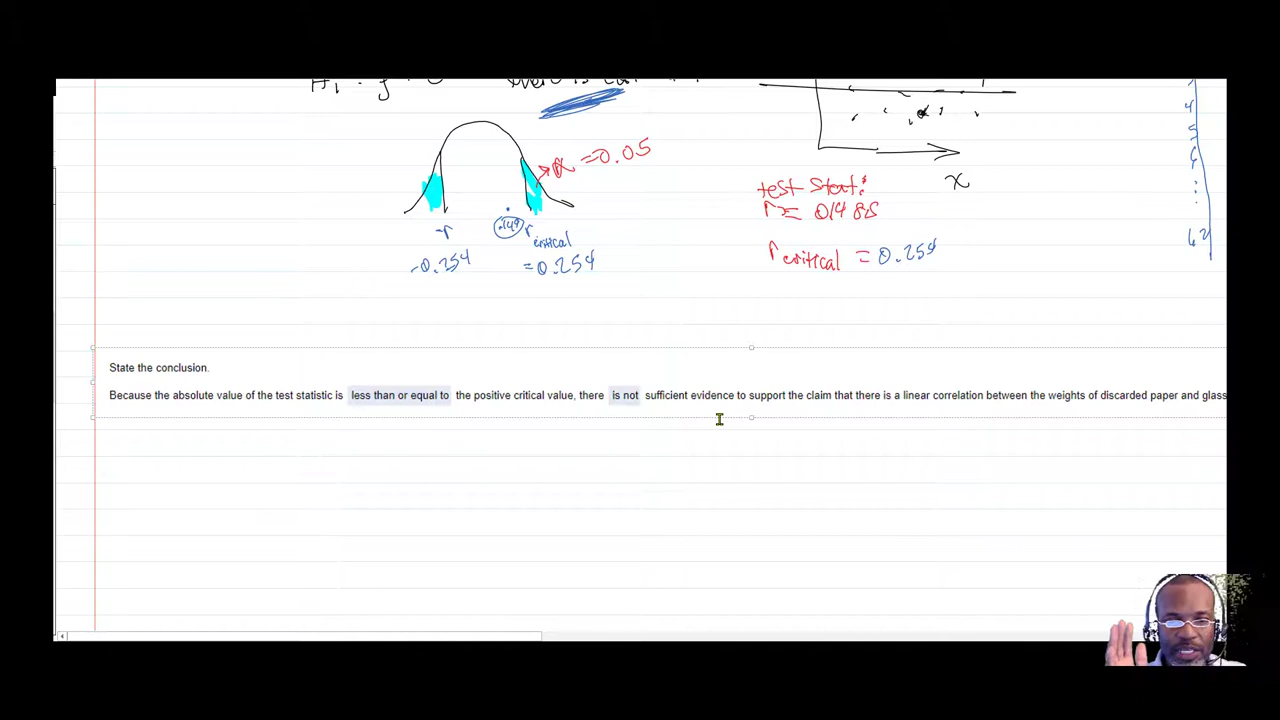 α = 0.05
test stat:
r = 0.1485
.149 r
critical
-r
-0.254
= 0.254
r critical = 0.254
x
4
5
6
⋮
62
State the conclusion.
Because the absolute value of the test statistic is less than or equal to the positive critical value, there is not sufficient evidence to support the claim that there is a linear correlation between the weights of discarded paper and glass